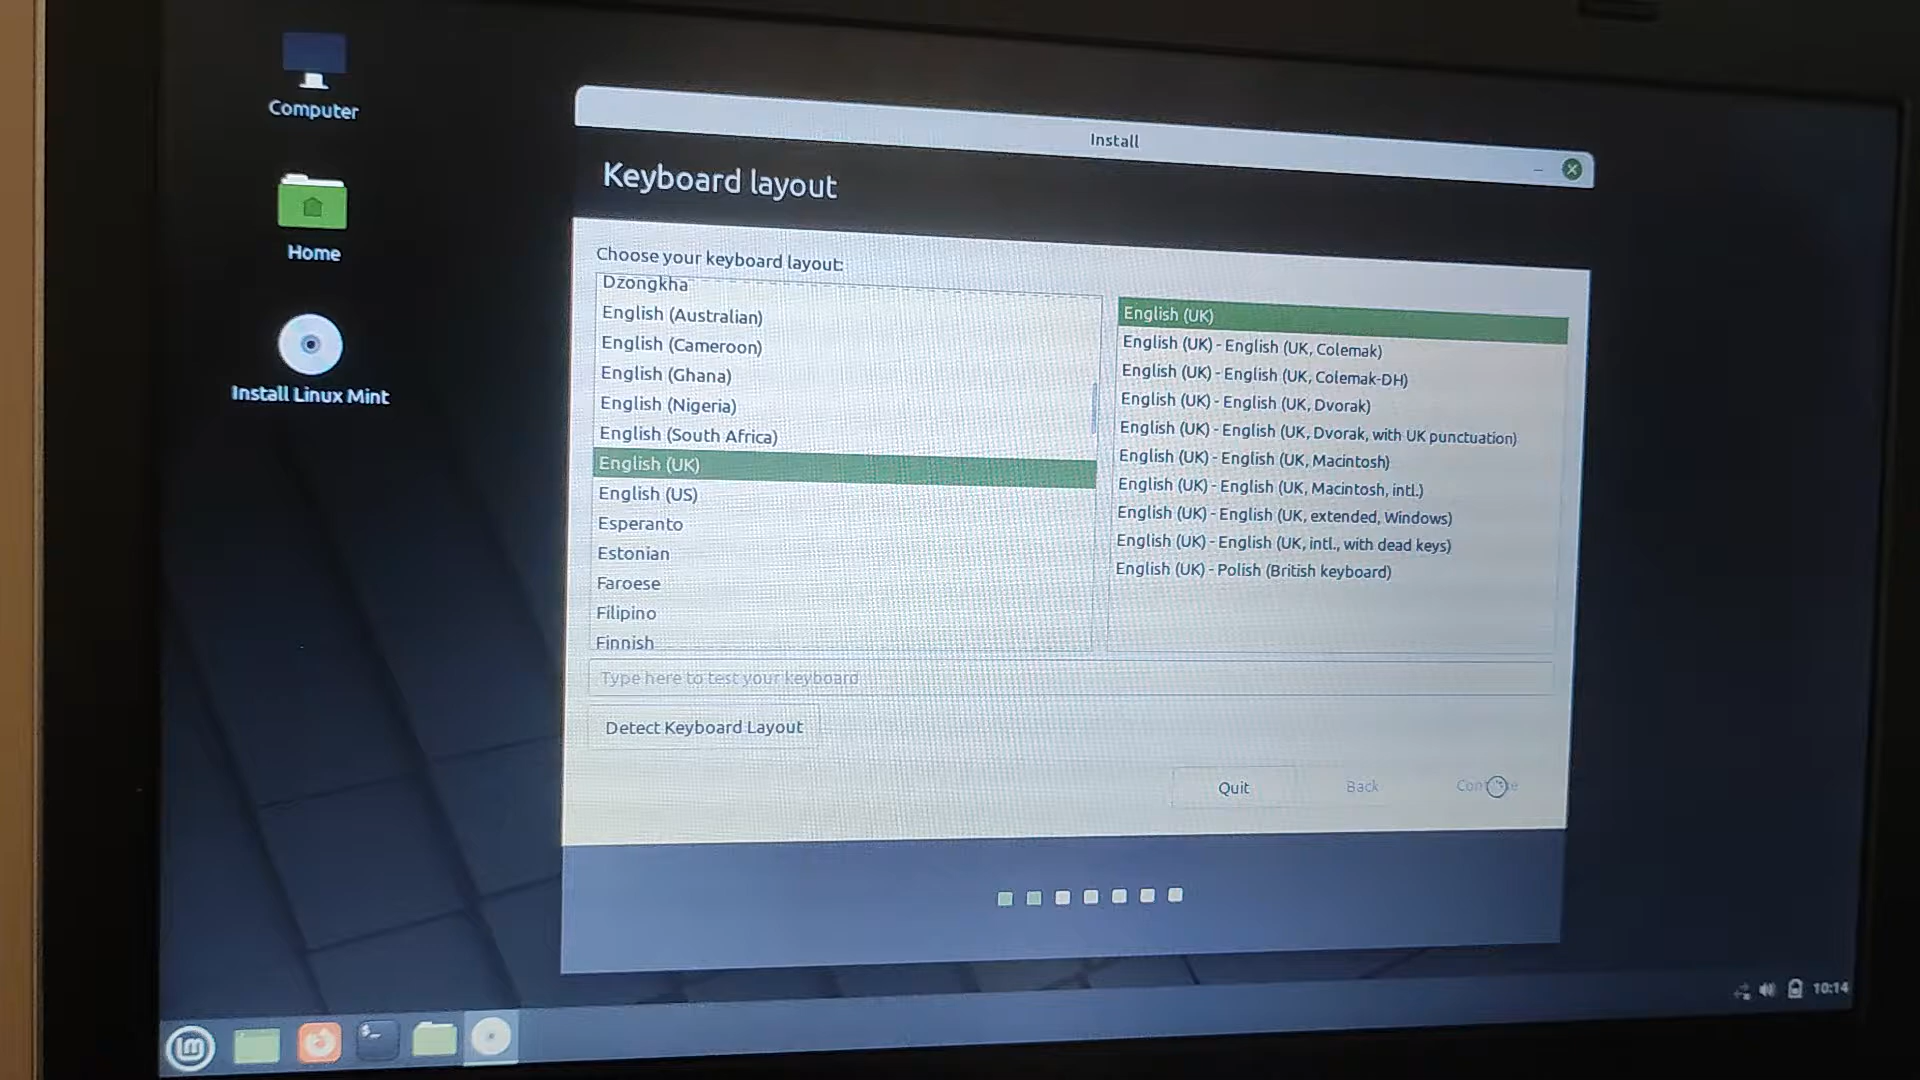 Computer
Home
Install Linux Mint
Install
Keyboard layout
Choose your keyboard layout:
Dzongkha
English (Australian)
English (Cameroon)
English (Ghana)
English (Nigeria)
English (South Africa)
English (UK)
English (US)
Esperanto
Estonian
Faroese
Filipino
Finnish
English (UK)
English (UK) - English (UK, Colemak)
English (UK) - English (UK, Colemak-DH)
English (UK) - English (UK, Dvorak)
English (UK) - English (UK, Dvorak, with UK punctuation)
English (UK) - English (UK, Macintosh)
English (UK) - English (UK, Macintosh, intl.)
English (UK) - English (UK, extended, Windows)
English (UK) - English (UK, intl., with dead keys)
English (UK) - Polish (British keyboard)
Type here to test your keyboard
Detect Keyboard Layout
Quit
Back
Continue
lm
$-
10:14